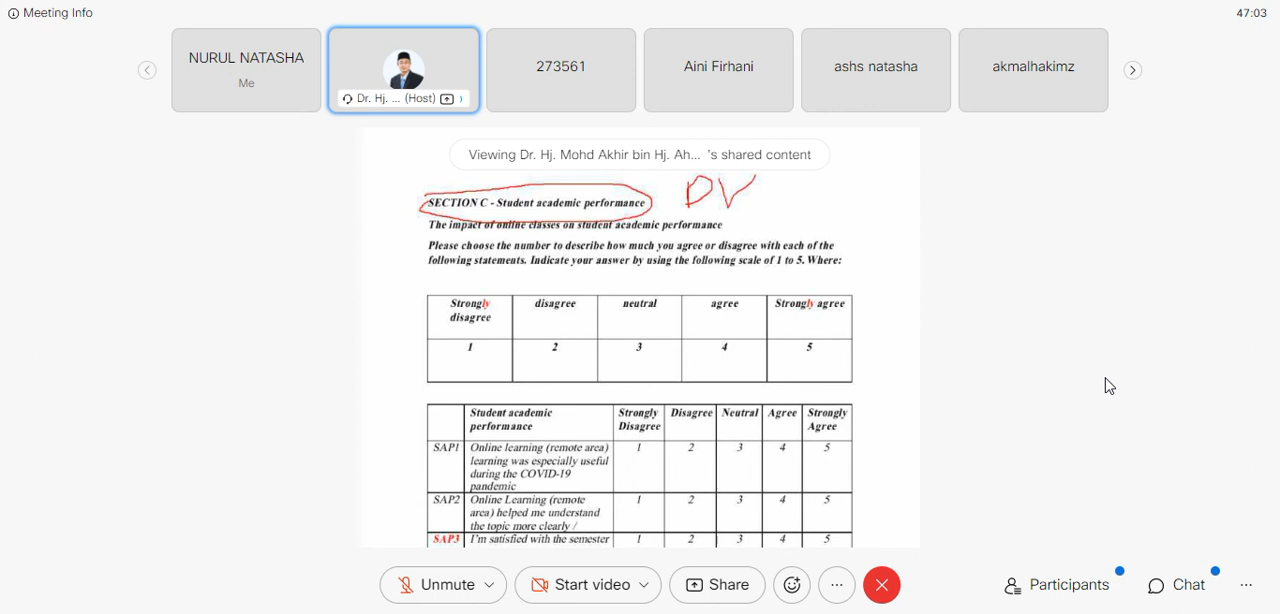 Meeting Info
47:03
NURUL NATASHA
Me
Dr. Hj. ... (Host)
273561
Aini Firhani
ashs natasha
akmalhakimz
Viewing Dr. Hj. Mohd Akhir bin Hj. Ah... 's shared content
SECTION C - Student academic performance
DV
The impact of online classes on student academic performance
Please choose the number to describe how much you agree or disagree with each of the
following statements. Indicate your answer by using the following scale of 1 to 5. Where:
Strongly disagree neutral agree Strongly agree
disagree
1 2 3 4 5
Student academic Strongly Disagree Neutral Agree Strongly
performance Disagree Agree
SAP1 Online learning (remote area) 1 2 3 4 5
learning was especially useful
during the COVID-19
pandemic
SAP2 Online Learning (remote 1 2 3 4 5
area) helped me understand
the topic more clearly /
SAP3 I'm satisfied with the semester 1 2 3 4 5
Unmute
Start video
Share
Participants
Chat